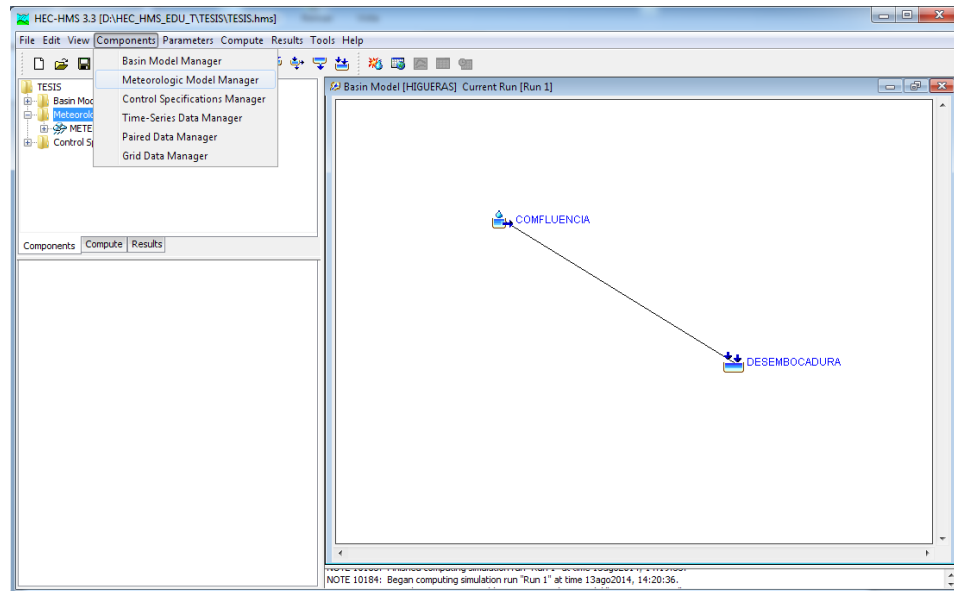 HEC-HMS 3.3 [D:\HEC_HMS_EDU_T\TESIS\TESIS.hms]
File Edit View Components Parameters Compute Results Tools Help
Basin Model Manager
Meteorologic Model Manager
Control Specifications Manager
Time-Series Data Manager
Paired Data Manager
Grid Data Manager
TESIS
Basin Mod
Meteorolo
METE
Control Sp
Components Compute Results
Basin Model [HIGUERAS] Current Run [Run 1]
COMFLUENCIA
DESEMBOCADURA
NOTE 10184: Began computing simulation run "Run 1" at time 13ago2014, 14:20:36.